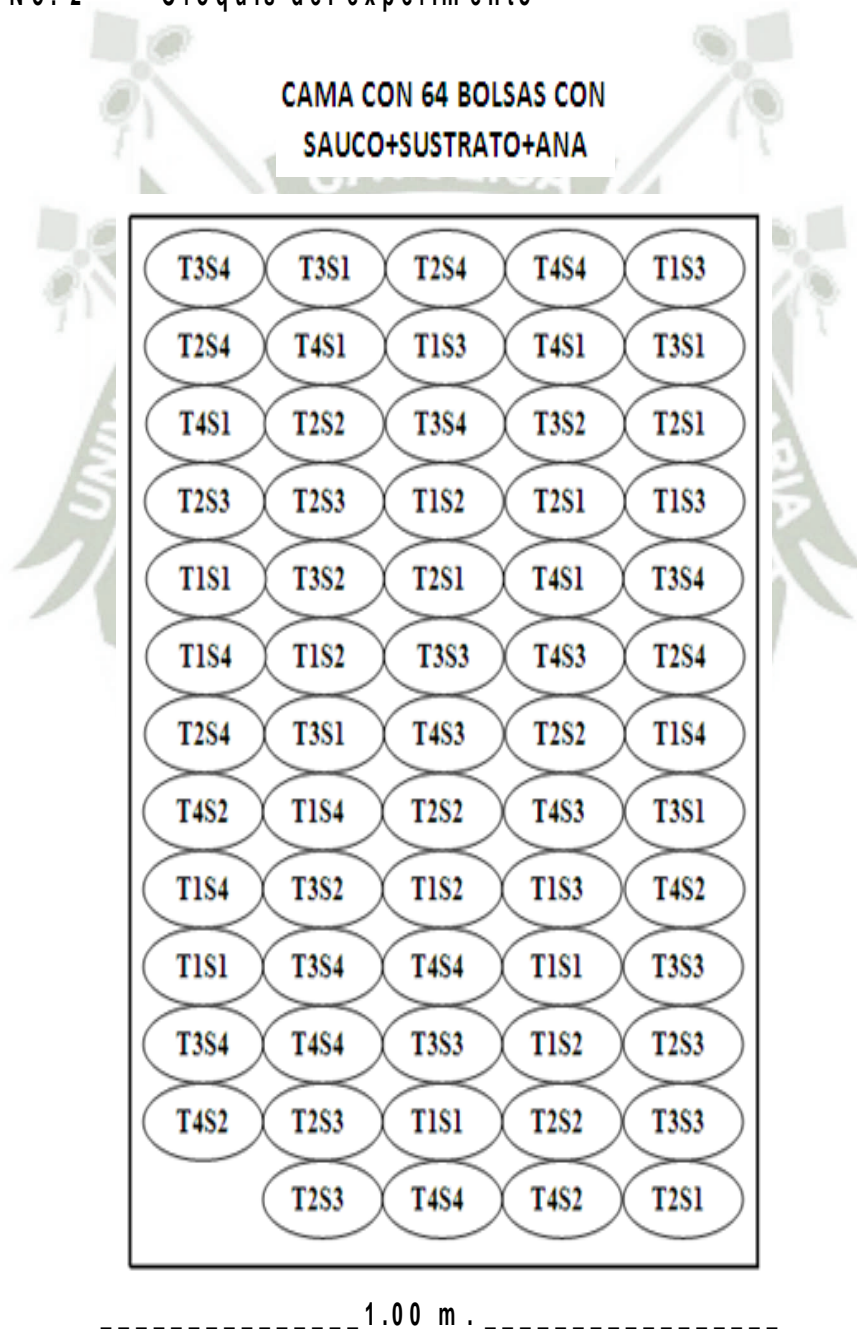 CAMA CON 64 BOLSAS CON
SAUCO+SUSTRATO+ANA
T3S4 T3S1 T2S4 T4S4 T1S3
T2S4 T4S1 T1S3 T4S1 T3S1
T4S1 T2S2 T3S4 T3S2 T2S1
T2S3 T2S3 T1S2 T2S1 T1S3
T1S1 T3S2 T2S1 T4S1 T3S4
T1S4 T1S2 T3S3 T4S3 T2S4
T2S4 T3S1 T4S3 T2S2 T1S4
T4S2 T1S4 T2S2 T4S3 T3S1
T1S4 T3S2 T1S2 T1S3 T4S2
T1S1 T3S4 T4S4 T1S1 T3S3
T3S4 T4S4 T3S3 T1S2 T2S3
T4S2 T2S3 T1S1 T2S2 T3S3
T2S3 T4S4 T4S2 T2S1
1.00 m.